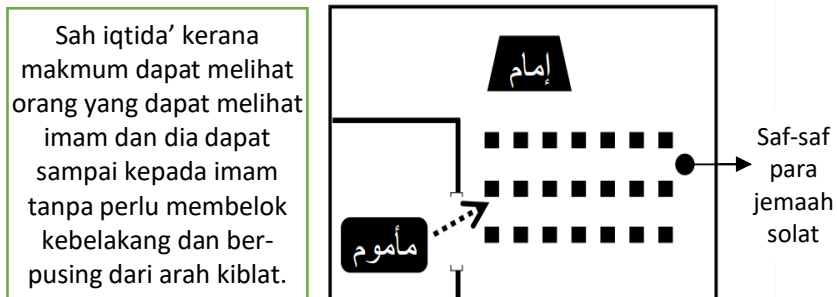 Sah iqtida’ kerana
makmum dapat melihat
orang yang dapat melihat
imam dan dia dapat
sampai kepada imam
tanpa perlu membelok
kebelakang dan ber-
pusing dari arah kiblat.
إمام
مأموم
Saf-saf
para
jemaah
solat